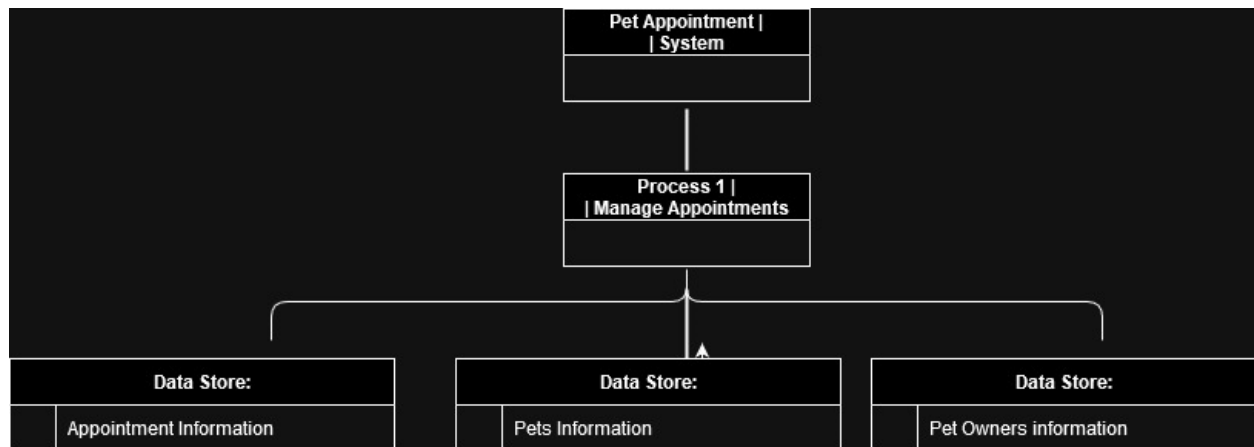 Pet Appointment |
| System
Process 1 |
| Manage Appointments
Data Store:
Appointment Information
Data Store:
Pets Information
Data Store:
Pet Owners information